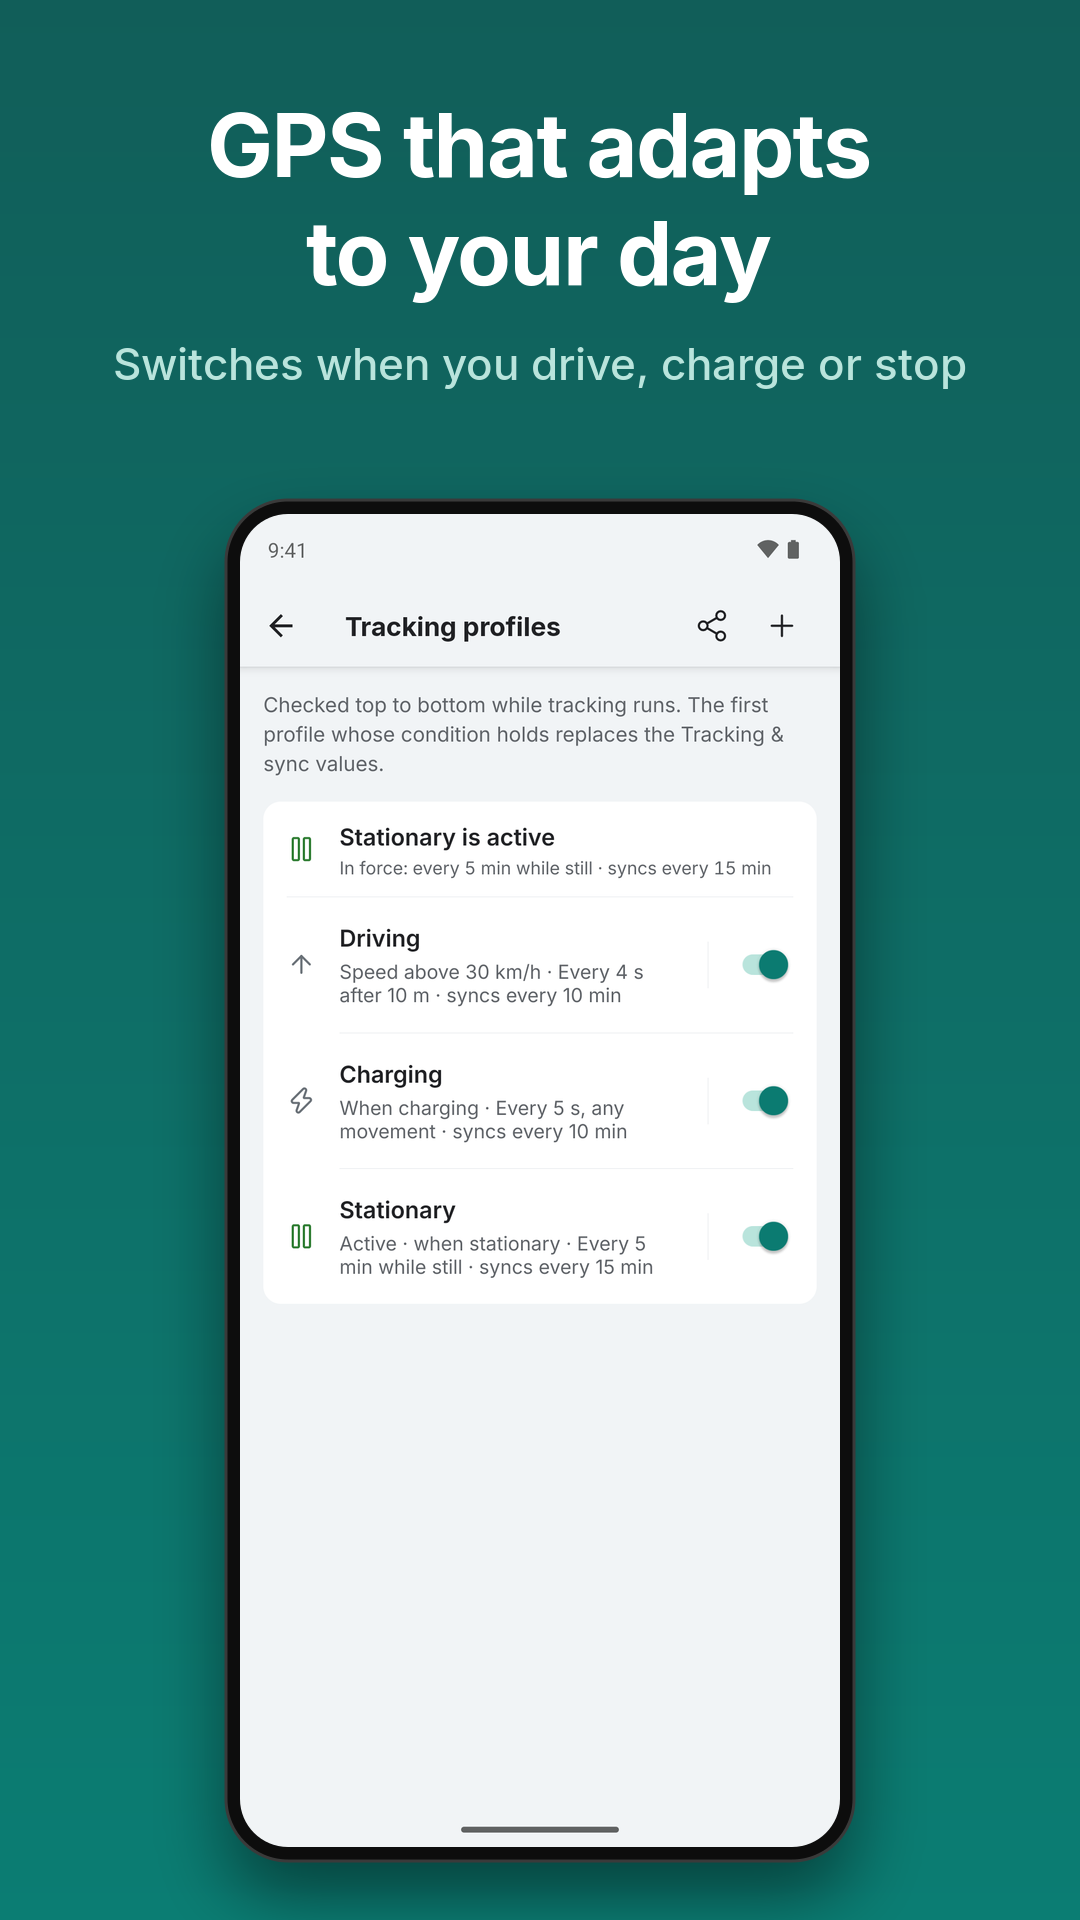 GPS that adapts
to your day
Switches when you drive, charge or stop
9:41
Tracking profiles
Checked top to bottom while tracking runs. The first
profile whose condition holds replaces the Tracking &
sync values.
Stationary is active
In force: every 5 min while still · syncs every 15 min
Driving
Speed above 30 km/h · Every 4 s
after 10 m · syncs every 10 min
Charging
When charging · Every 5 s, any
movement · syncs every 10 min
Stationary
Active · when stationary · Every 5
min while still · syncs every 15 min